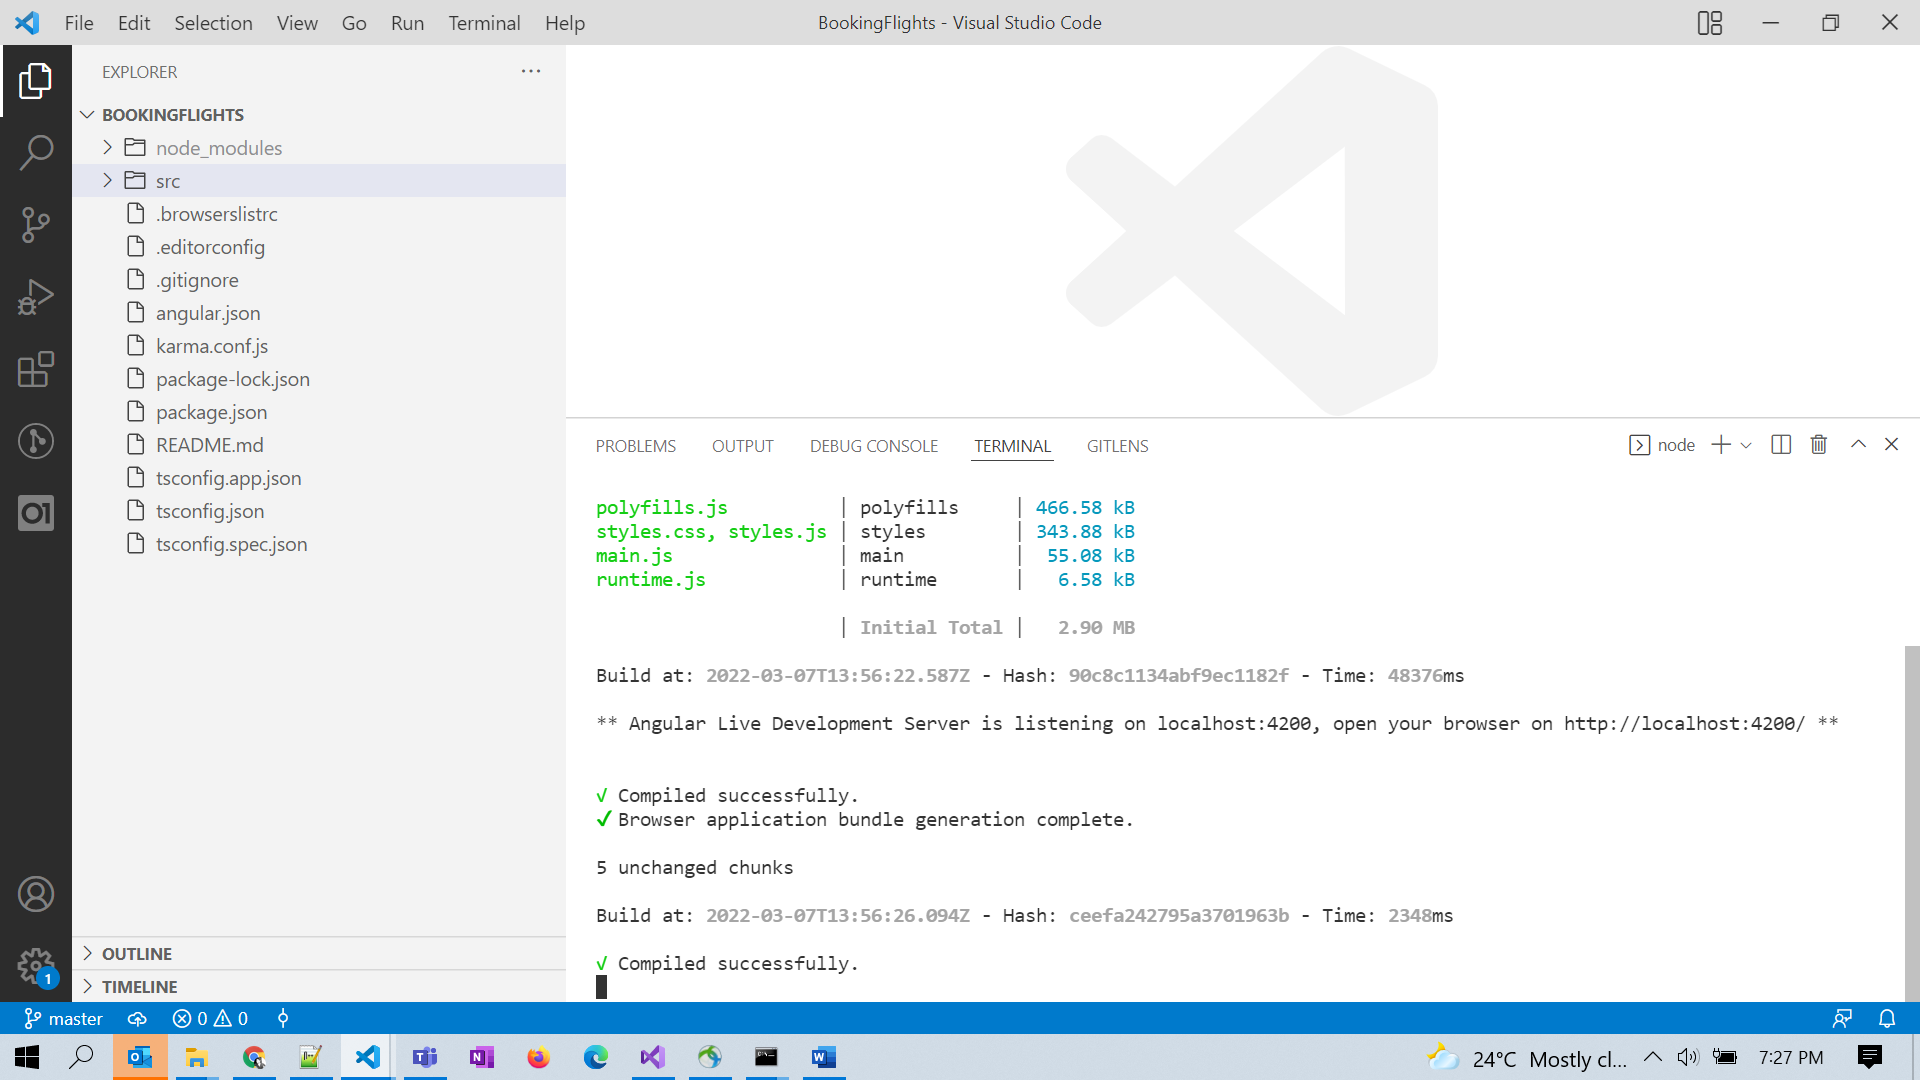 File Edit Selection View Go Run Terminal Help
BookingFlights - Visual Studio Code
EXPLORER
BOOKINGFLIGHTS
node_modules
src
.browserslistrc
.editorconfig
.gitignore
angular.json
karma.conf.js
package-lock.json
package.json
README.md
tsconfig.app.json
tsconfig.json
tsconfig.spec.json
OUTLINE
TIMELINE
1
PROBLEMS OUTPUT DEBUG CONSOLE TERMINAL GITLENS
node
polyfills.js | polyfills | 466.58 kB
styles.css, styles.js | styles | 343.88 kB
main.js | main | 55.08 kB
runtime.js | runtime | 6.58 kB
| Initial Total | 2.90 MB
Build at: 2022-03-07T13:56:22.587Z - Hash: 90c8c1134abf9ec1182f - Time: 48376ms
** Angular Live Development Server is listening on localhost:4200, open your browser on http://localhost:4200/ **
√ Compiled successfully.
✔ Browser application bundle generation complete.
5 unchanged chunks
Build at: 2022-03-07T13:56:26.094Z - Hash: ceefa242795a3701963b - Time: 2348ms
√ Compiled successfully.
master 0 0
24°C Mostly cl... 7:27 PM